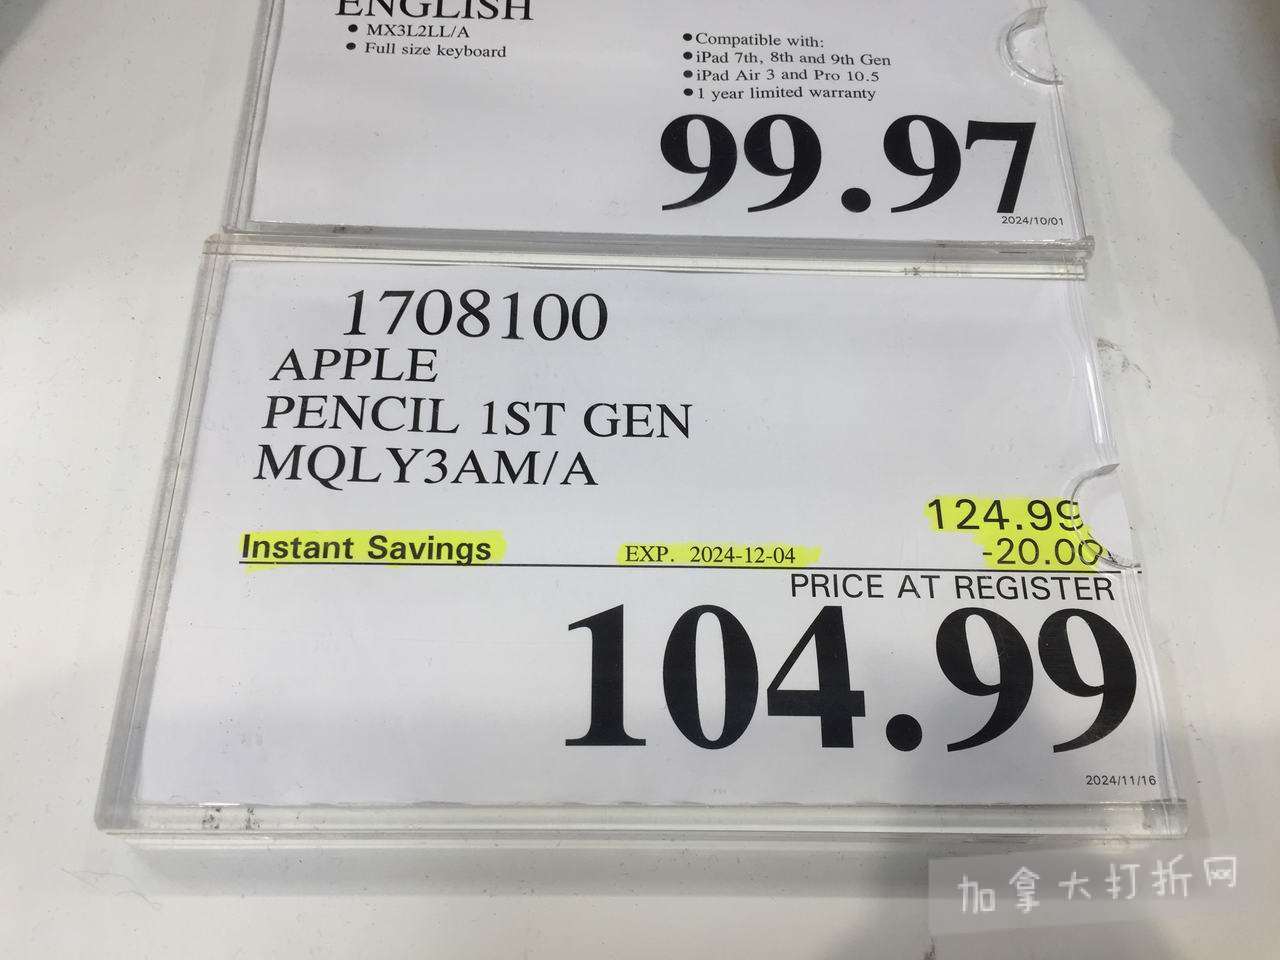 ENGLISH
● MX3L2LL/A
● Full size keyboard
●Compatible with:
●iPad 7th, 8th and 9th Gen
●iPad Air 3 and Pro 10.5
●1 year limited warranty
99.97
2024/10/01
1708100
APPLE
PENCIL 1ST GEN
MQLY3AM/A
124.99
Instant Savings EXP. 2024-12-04 -20.00
PRICE AT REGISTER
104.99
2024/11/16
加拿大打折网